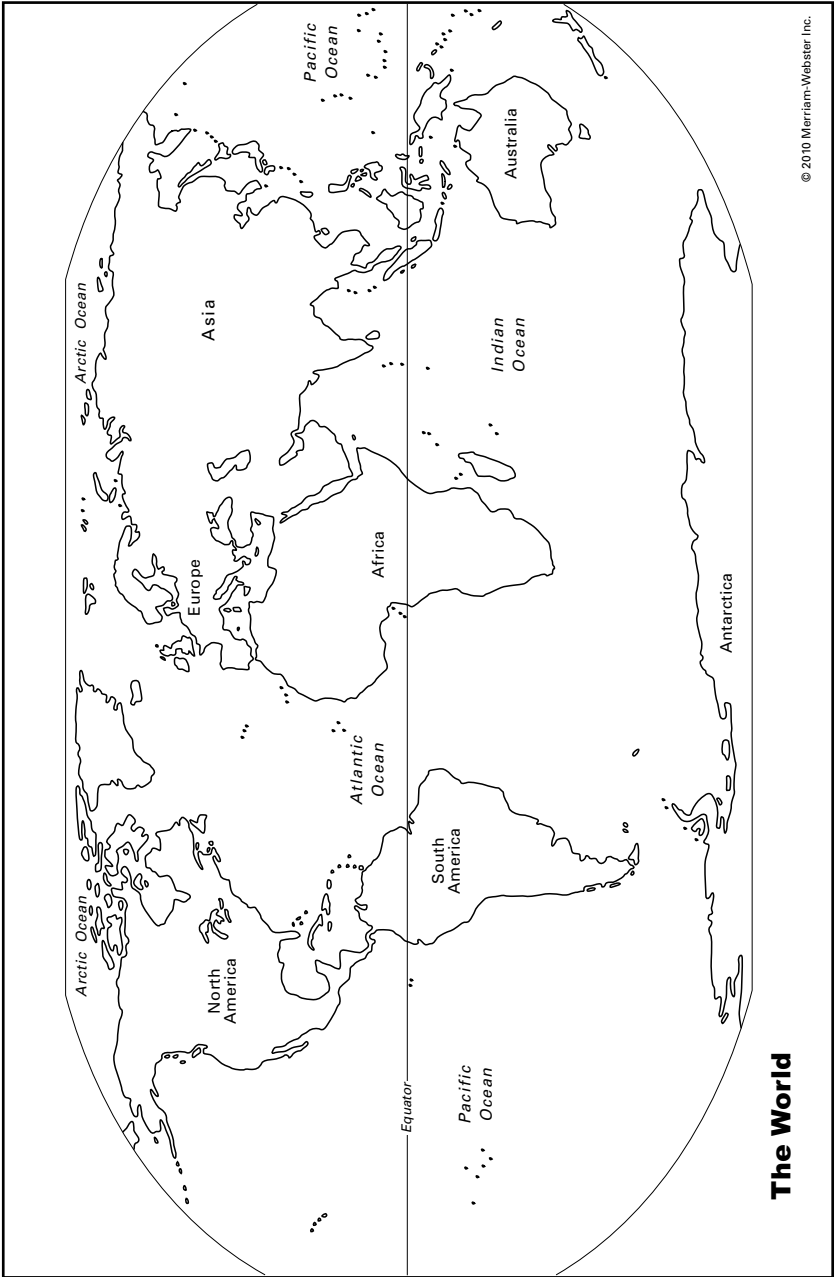 Arctic Ocean
Arctic Ocean
North
America
Europe
Asia
Pacific
Ocean
Atlantic
Ocean
Africa
Equator
Pacific
Ocean
South
America
Indian
Ocean
Australia
Antarctica
The World
© 2010 Merriam-Webster Inc.